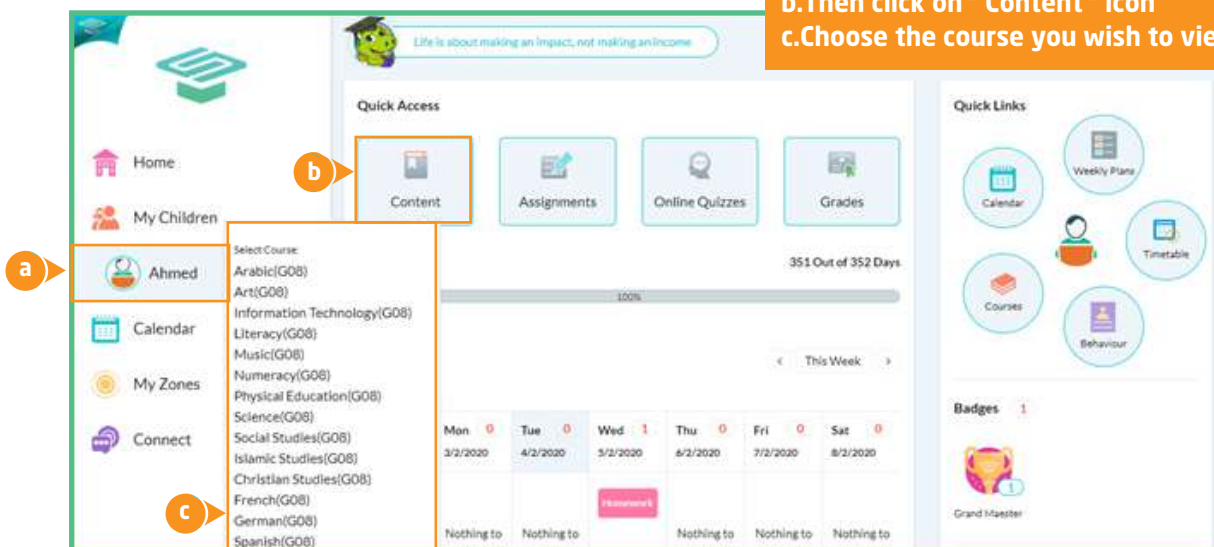 b.Then click on " Content " icon
c.Choose the course you wish to vie
Life is about making an impact, not making an income
Quick Access
Quick Links
Home
My Children
a
Ahmed
Calendar
My Zones
Connect
b
Content
Assignments
Online Quizzes
Grades
351 Out of 352 Days
100%
Select Course
Arabic(G08)
Art(G08)
Information Technology(G08)
Literacy(G08)
Music(G08)
Numeracy(G08)
Physical Education(G08)
Science(G08)
Social Studies(G08)
Islamic Studies(G08)
Christian Studies(G08)
French(G08)
German(G08)
Spanish(G08)
c
< This Week >
Mon 0 Tue 0 Wed 1 Thu 0 Fri 0 Sat 0
3/2/2020 4/2/2020 5/2/2020 6/2/2020 7/2/2020 8/2/2020
Homework
Nothing to Nothing to Nothing to Nothing to Nothing to
Weekly Plans
Calendar
Timetable
Courses
Behaviour
Badges 1
1
Grand Maester